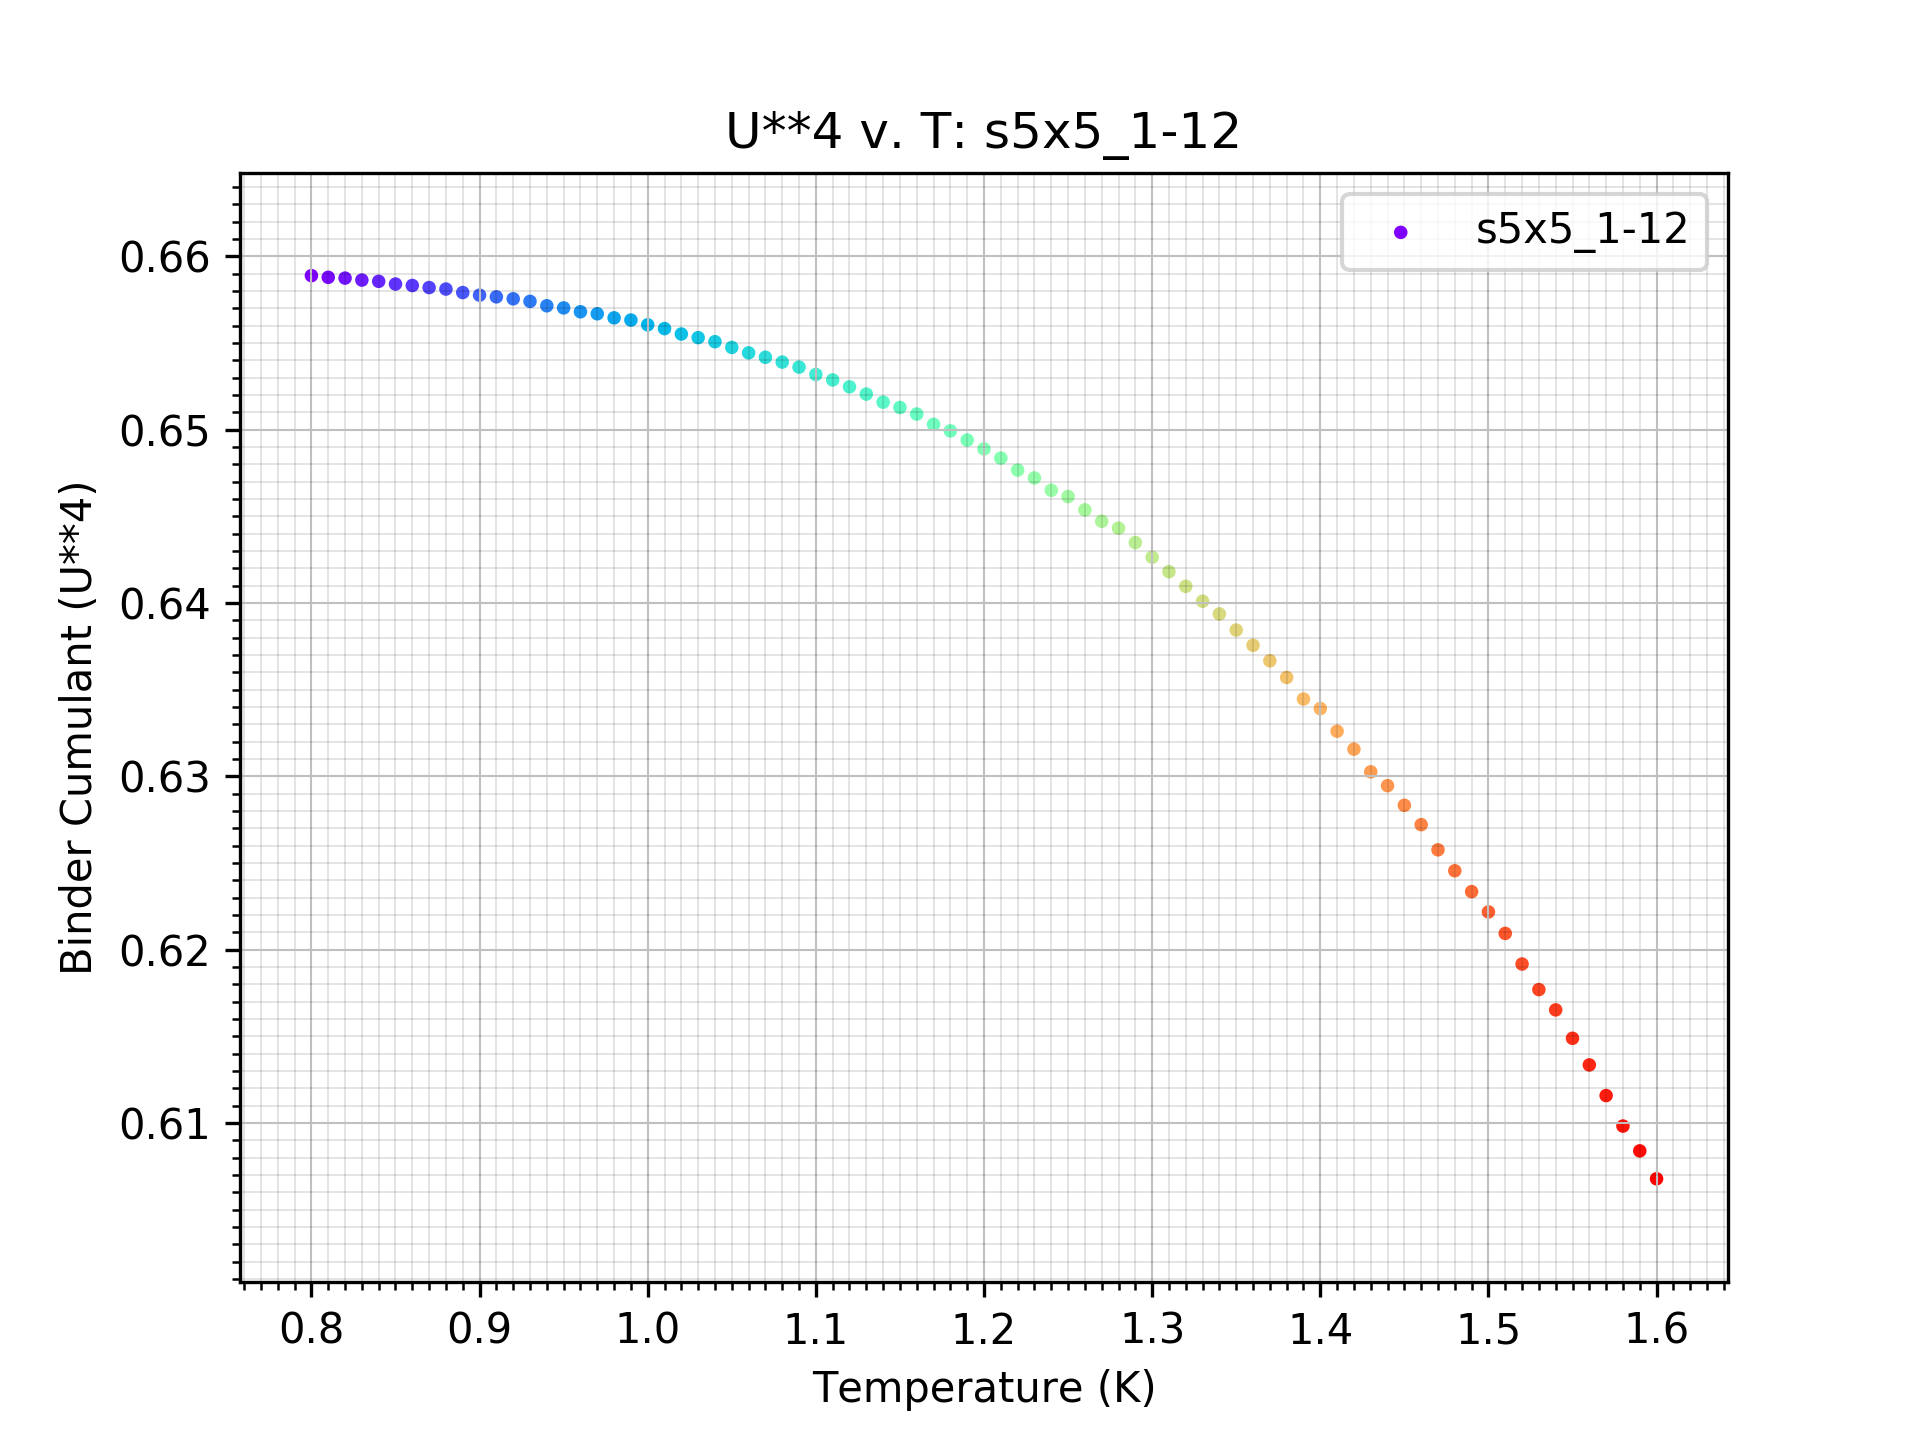 U**4 v. T: s5x5_1-12
s5x5_1-12
Binder Cumulant (U**4)
0.66
0.65
0.64
0.63
0.62
0.61
0.8 0.9 1.0 1.1 1.2 1.3 1.4 1.5 1.6
Temperature (K)